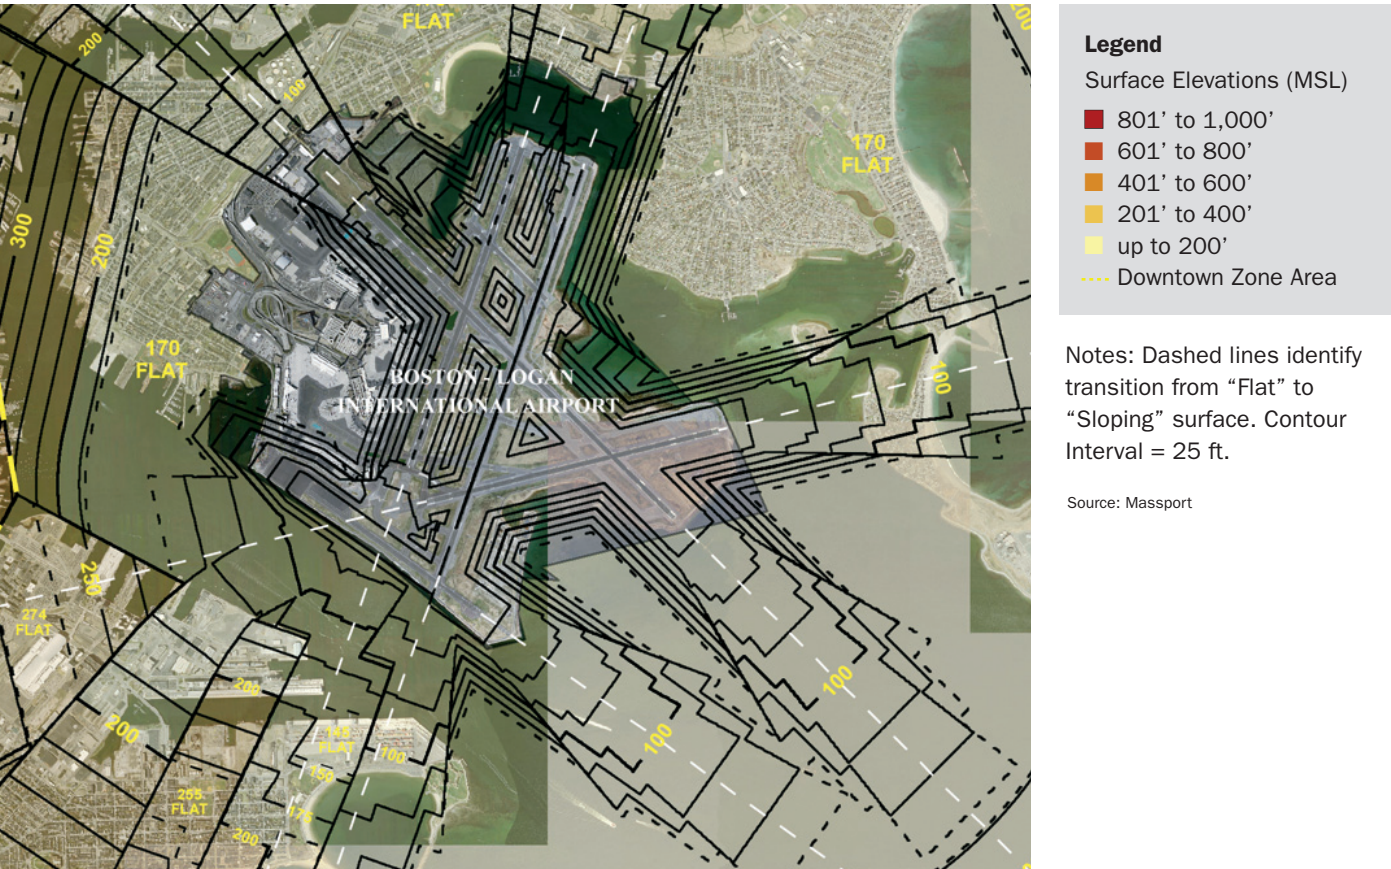 FLAT
200
200
100
170
FLAT
300
200
170
FLAT
BOSTON - LOGAN
INTERNATIONAL AIRPORT
100
250
274
FLAT
200
200
100
100
148
FLAT
100
150
255
FLAT
175
200
Legend
Surface Elevations (MSL)
801’ to 1,000’
601’ to 800’
401’ to 600’
201’ to 400’
up to 200’
Downtown Zone Area
Notes: Dashed lines identify
transition from “Flat” to
“Sloping” surface. Contour
Interval = 25 ft.
Source: Massport